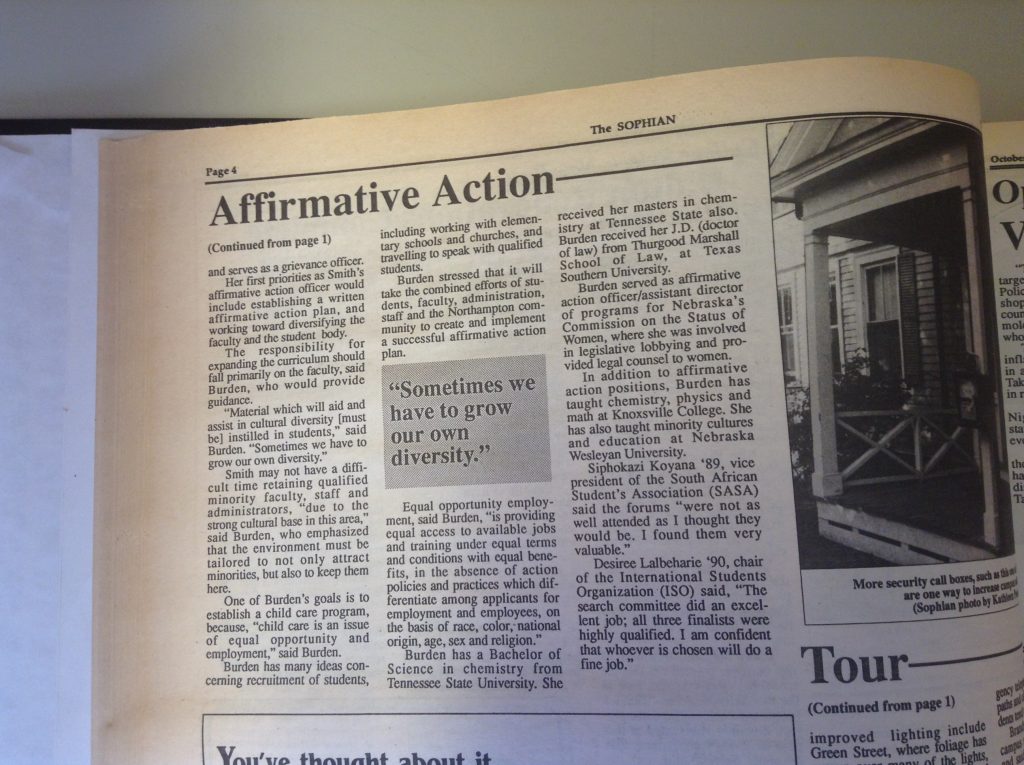 Page 4
The SOPHIAN
Affirmative Action
(Continued from page 1)
and serves as a grievance officer.
Her first priorities as Smith's
affirmative action officer would
include establishing a written
affirmative action plan, and
working toward diversifying the
faculty and the student body.
The responsibility for
expanding the curriculum should
fall primarily on the faculty, said
Burden, who would provide
guidance.
"Material which will aid and
assist in cultural diversity [must
be] instilled in students," said
Burden. "Sometimes we have to
grow our own diversity."
Smith may not have a diffi-
cult time retaining qualified
minority faculty, staff and
administrators, "due to the
strong cultural base in this area,"
said Burden, who emphasized
that the environment must be
tailored to not only attract
minorities, but also to keep them
here.
One of Burden's goals is to
establish a child care program,
because, "child care is an issue
of equal opportunity and
employment," said Burden.
Burden has many ideas con-
cerning recruitment of students,
including working with elemen-
tary schools and churches, and
travelling to speak with qualified
students.
Burden stressed that it will
take the combined efforts of stu-
dents, faculty, administration,
staff and the Northampton com-
munity to create and implement
a successful affirmative action
plan.
"Sometimes we
have to grow
our own
diversity."
Equal opportunity employ-
ment, said Burden, "is providing
equal access to available jobs
and training under equal terms
and conditions with equal bene-
fits, in the absence of action
policies and practices which dif-
ferentiate among applicants for
employment and employees, on
the basis of race, color, national
origin, age, sex and religion."
Burden has a Bachelor of
Science in chemistry from
Tennessee State University. She
received her masters in chem-
istry at Tennessee State also.
Burden received her J.D. (doctor
of law) from Thurgood Marshall
School of Law, at Texas
Southern University.
Burden served as affirmative
action officer/assistant director
of programs for Nebraska's
Commission on the Status of
Women, where she was involved
in legislative lobbying and pro-
vided legal counsel to women.
In addition to affirmative
action positions, Burden has
taught chemistry, physics and
math at Knoxsville College. She
has also taught minority cultures
and education at Nebraska
Wesleyan University.
Siphokazi Koyana '89, vice
president of the South African
Student's Association (SASA)
said the forums "were not as
well attended as I thought they
would be. I found them very
valuable."
Desiree Lalbeharie '90, chair
of the International Students
Organization (ISO) said, "The
search committee did an excel-
lent job; all three finalists were
highly qualified. I am confident
that whoever is chosen will do a
fine job."
More security call boxes, such as this
are one way to increase
(Sophian photo by
Tour
(Continued from page 1)
improved lighting include
Green Street, where foliage has
many of the lights,
You've thought about it
October